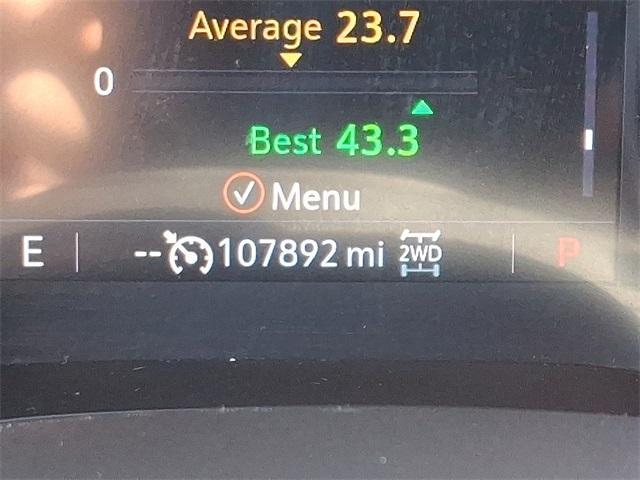 Average 23.7
0
Best 43.3
Menu
E -- 107892 mi 2WD P